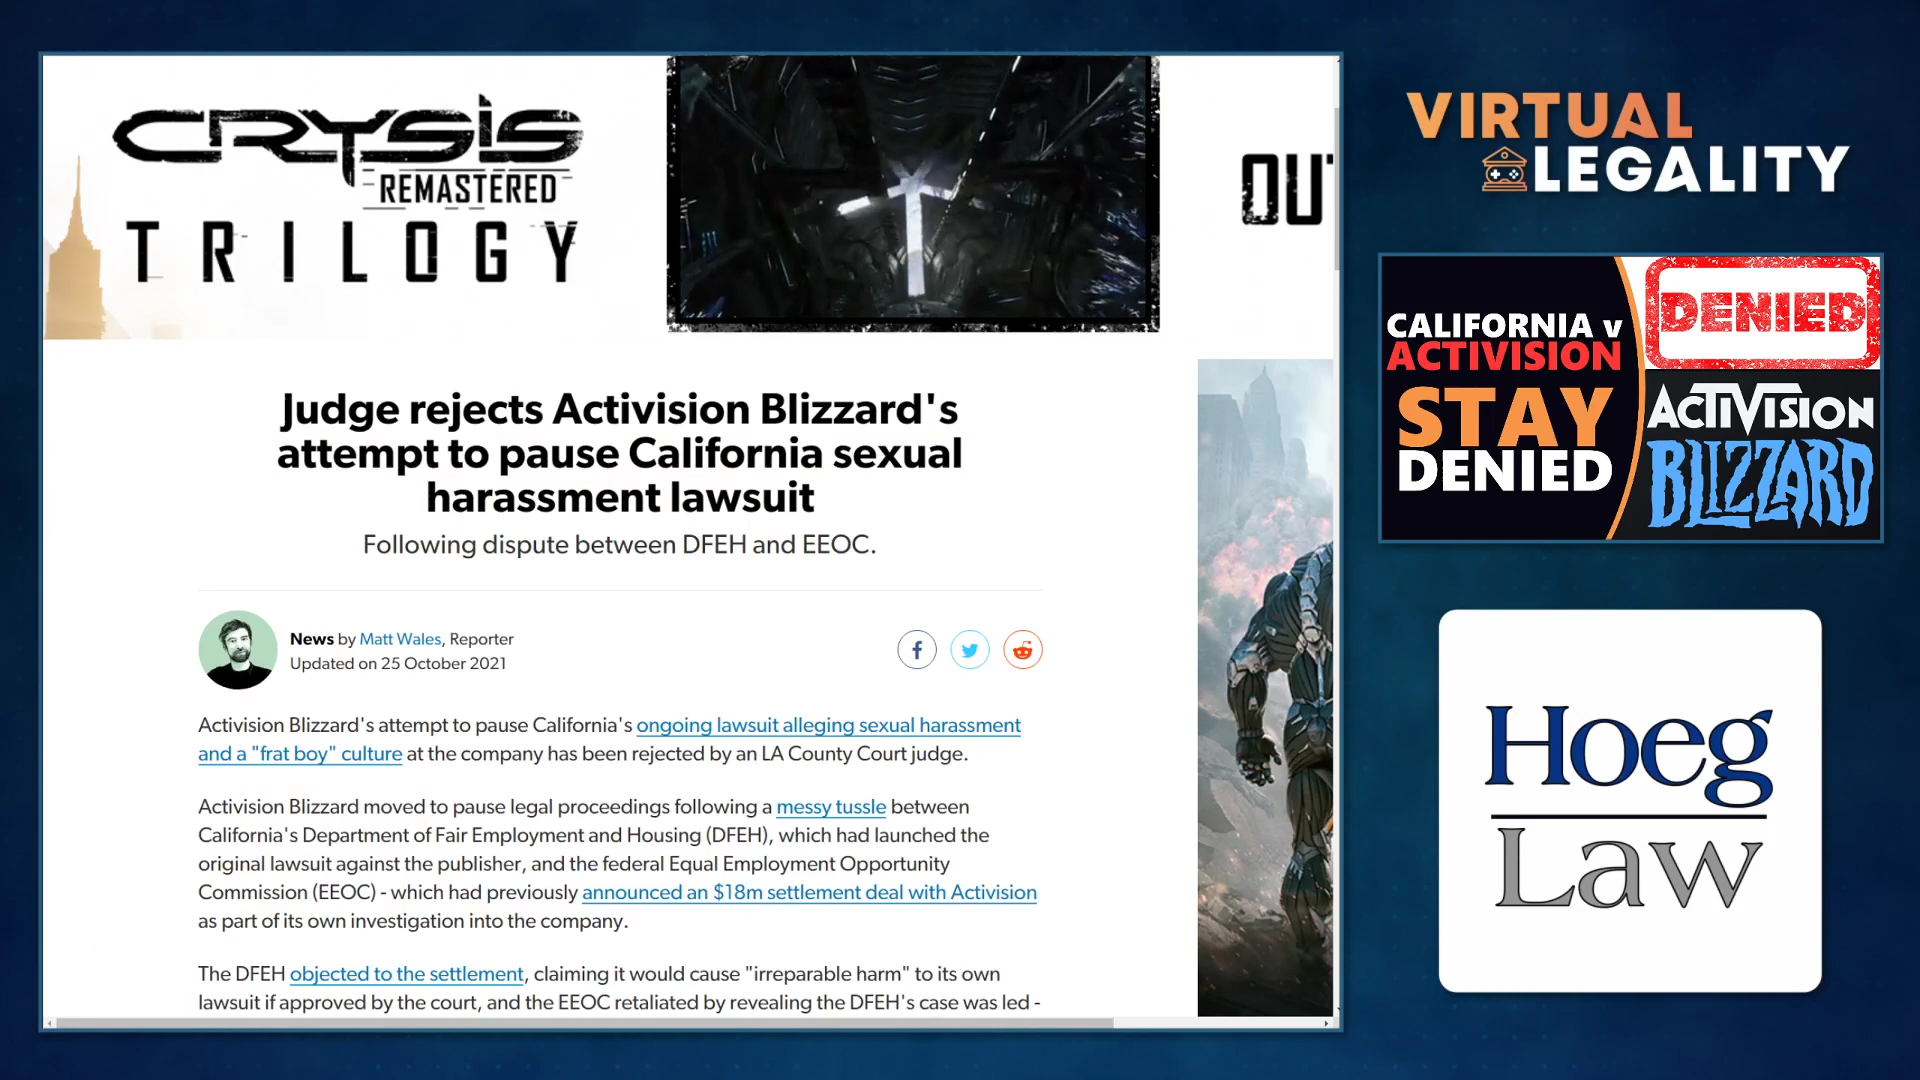 CRYSIS
REMASTERED
TRILOGY
OUT
Judge rejects Activision Blizzard's
attempt to pause California sexual
harassment lawsuit
Following dispute between DFEH and EEOC.
News by Matt Wales, Reporter
Updated on 25 October 2021
Activision Blizzard's attempt to pause California's ongoing lawsuit alleging sexual harassment
and a "frat boy" culture at the company has been rejected by an LA County Court judge.
Activision Blizzard moved to pause legal proceedings following a messy tussle between
California's Department of Fair Employment and Housing (DFEH), which had launched the
original lawsuit against the publisher, and the federal Equal Employment Opportunity
Commission (EEOC) - which had previously announced an $18m settlement deal with Activision
as part of its own investigation into the company.
The DFEH objected to the settlement, claiming it would cause "irreparable harm" to its own
lawsuit if approved by the court, and the EEOC retaliated by revealing the DFEH's case was led -
VIRTUAL
LEGALITY
CALIFORNIA v
ACTIVISION
STAY
DENIED
DENIED
ACTIVISION
BLIZZARD
Hoeg
Law